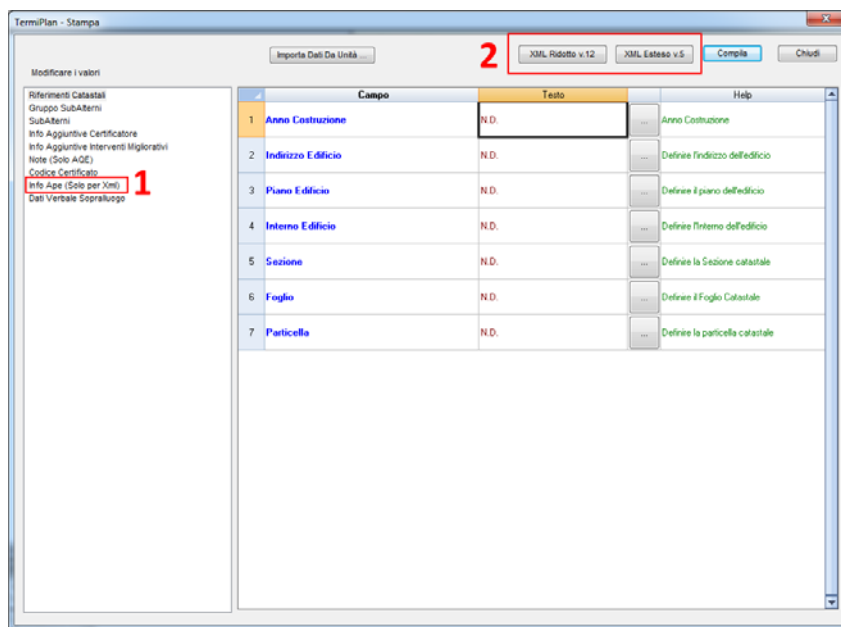 TermiPlan - Stampa
Importa Dati Da Unità ...
2
XML Ridotto v.12
XML Esteso v.5
Compila
Chiudi
Modificare i valori
Riferimenti Catastali
Gruppo SubAlterni
SubAlterni
Info Aggiuntive Certificatore
Info Aggiuntive Interventi Migliorativi
Note (Solo AQE)
Codice Certificato
Info Ape (Solo per Xml)
1
Dati Verbale Sopralluogo
Campo Testo Help
1 Anno Costruzione N.D. ... Anno Costruzione
2 Indirizzo Edificio N.D. ... Definire l'indirizzo dell'edificio
3 Piano Edificio N.D. ... Definire il piano dell'edificio
4 Interno Edificio N.D. ... Definire l'Interno dell'edificio
5 Sezione N.D. ... Definire la Sezione catastale
6 Foglio N.D. ... Definire il Foglio Catastale
7 Particella N.D. ... Definire la particella catastale